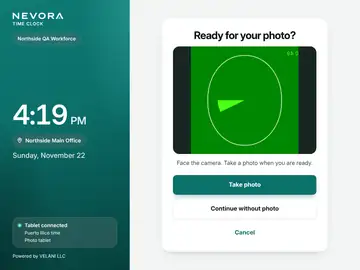 NEVORA
TIME CLOCK
Northside QA Workforce
4:19 PM
Northside Main Office
Sunday, November 22
Tablet connected
Puerto Rico time
Photo tablet
Powered by VELANI LLC
Ready for your photo?
Face the camera. Take a photo when you are ready.
Take photo
Continue without photo
Cancel